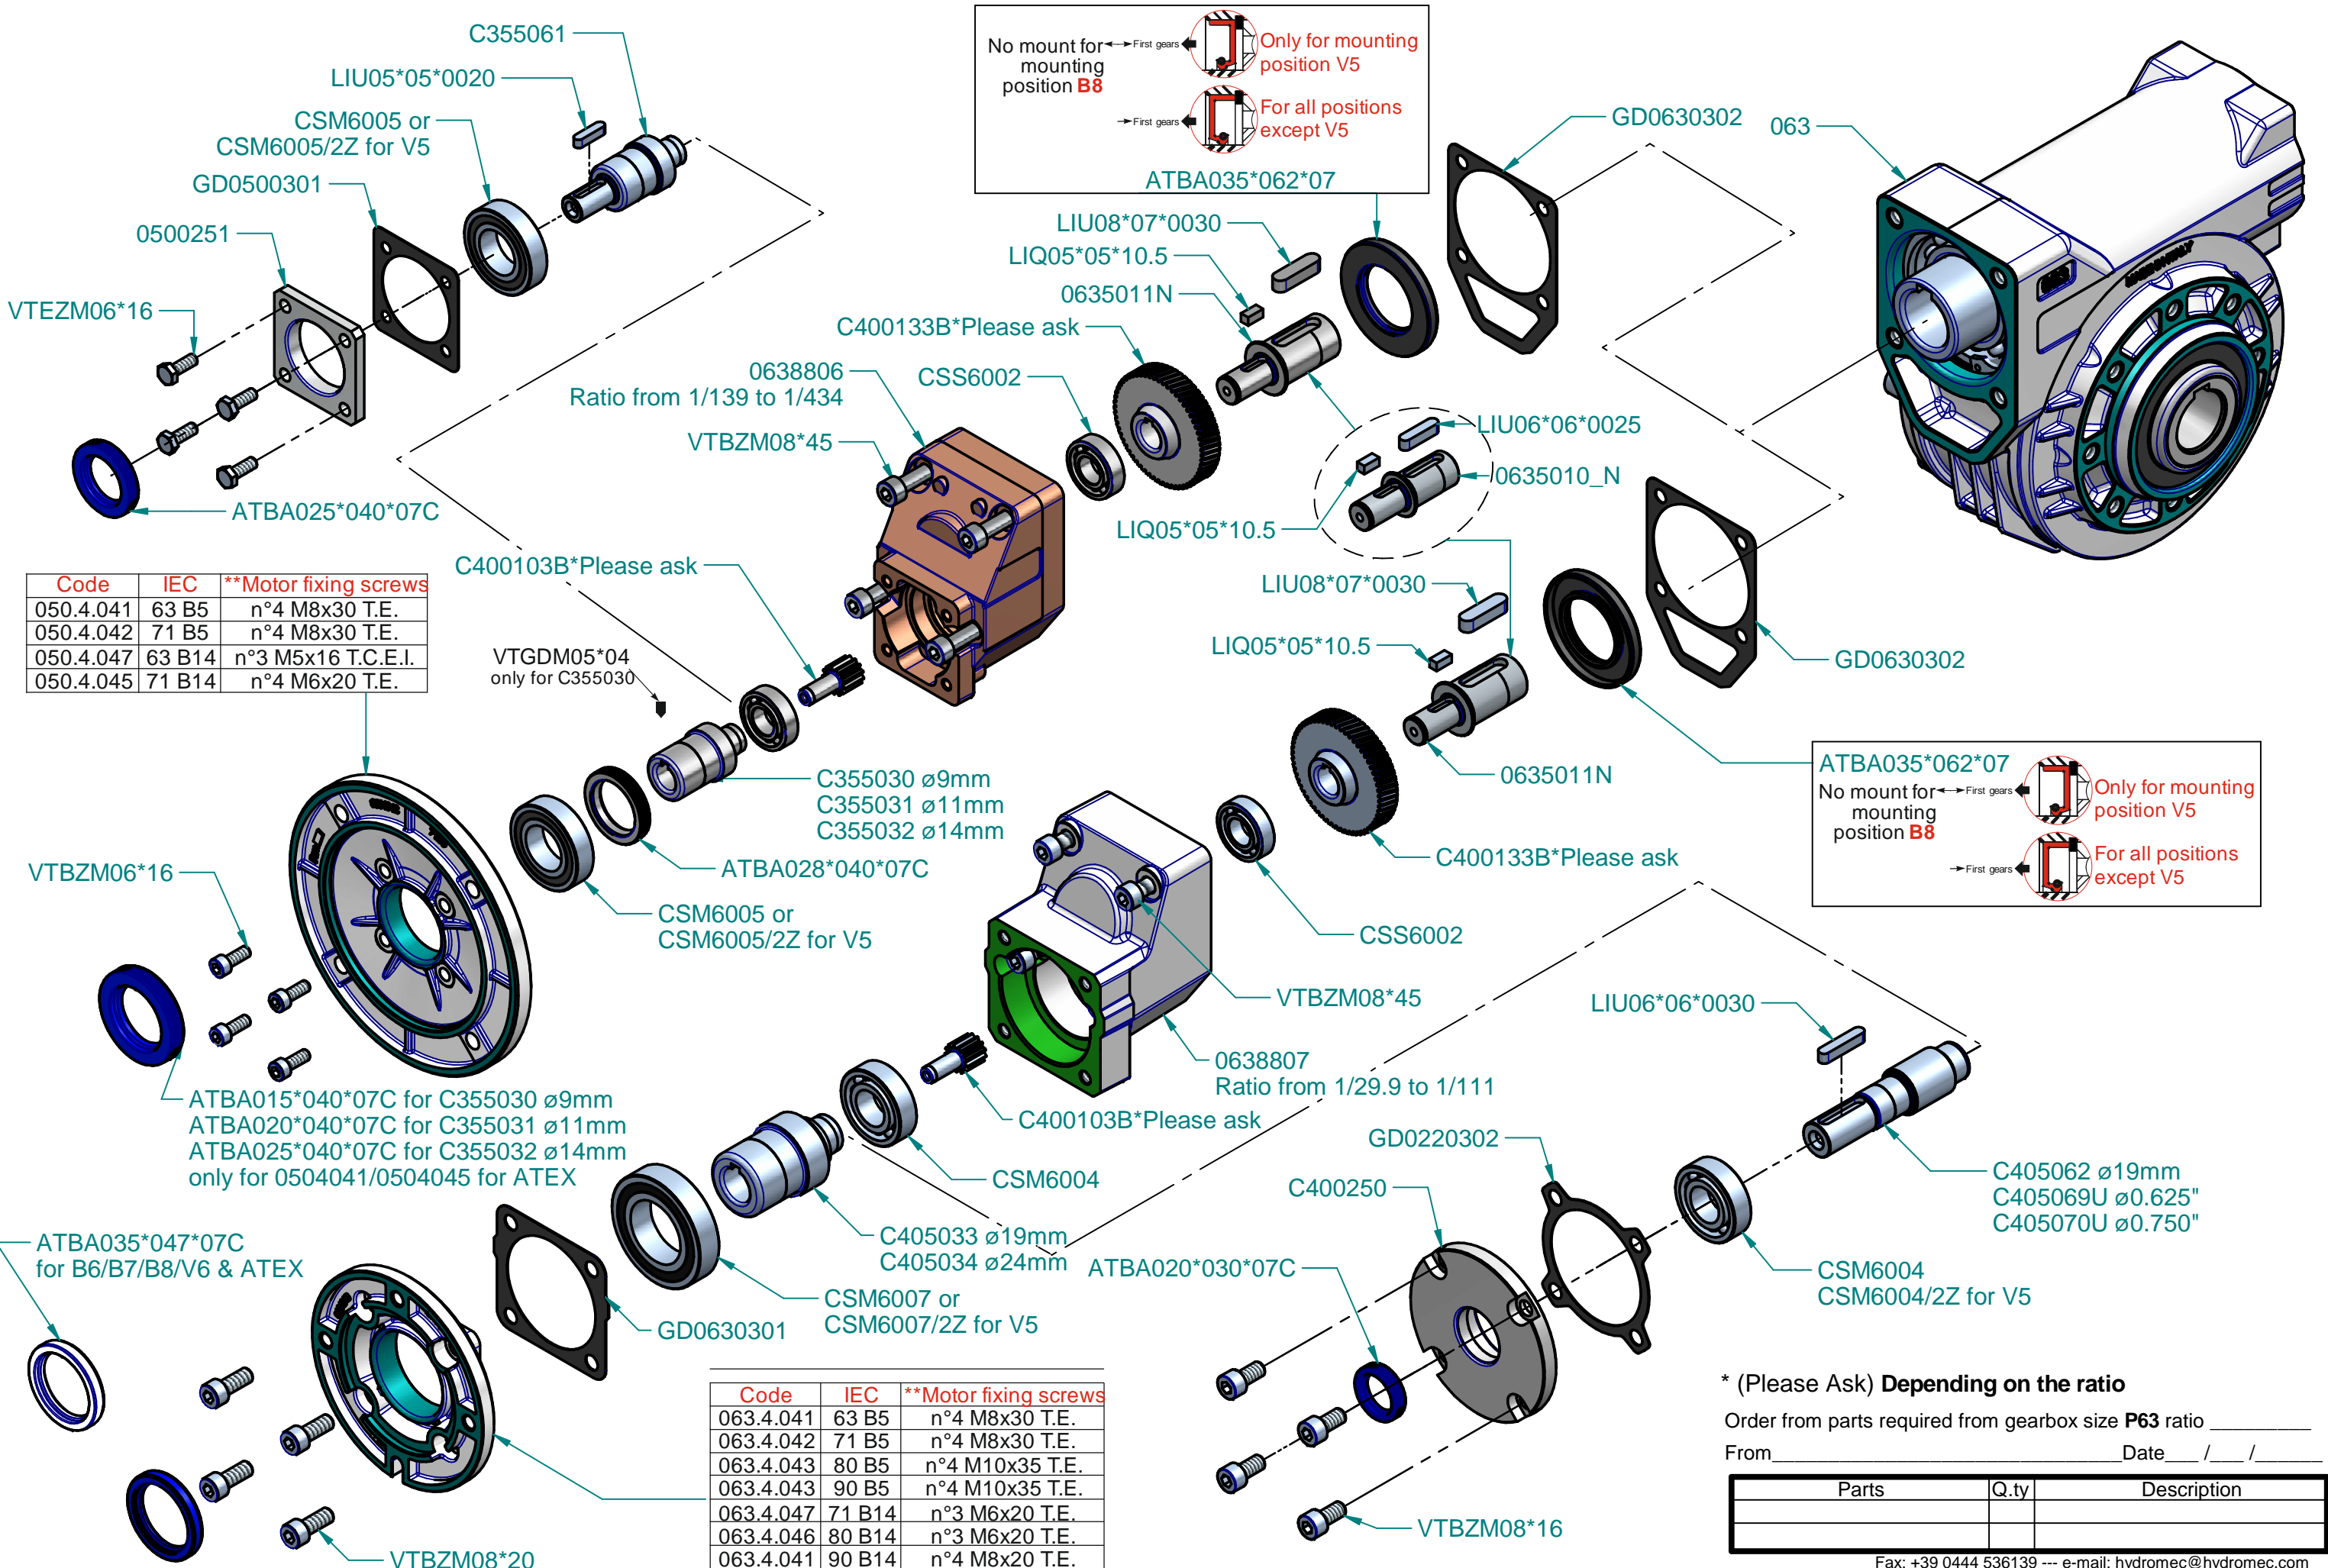 C355061
LIU05*05*0020
CSM6005 or
CSM6005/2Z for V5
GD0500301
0500251
VTEZM06*16
ATBA025*040*07C
No mount for
mounting
position B8
First gears
Only for mounting
position V5
First gears
For all positions
except V5
ATBA035*062*07
GD0630302
063
LIU08*07*0030
LIQ05*05*10.5
0635011N
C400133B*Please ask
0638806
Ratio from 1/139 to 1/434
CSS6002
VTBZM08*45
LIU06*06*0025
0635010_N
LIQ05*05*10.5
C400103B*Please ask
LIU08*07*0030
LIQ05*05*10.5
GD0630302
Code IEC **Motor fixing screws
050.4.041 63 B5 n°4 M8x30 T.E.
050.4.042 71 B5 n°4 M8x30 T.E.
050.4.047 63 B14 n°3 M5x16 T.C.E.I.
050.4.045 71 B14 n°4 M6x20 T.E.
VTGDM05*04
only for C355030
C355030 ø9mm
C355031 ø11mm
C355032 ø14mm
ATBA028*040*07C
CSM6005 or
CSM6005/2Z for V5
VTBZM06*16
0635011N
C400133B*Please ask
CSS6002
VTBZM08*45
ATBA035*062*07
No mount for
mounting
position B8
First gears
Only for mounting
position V5
First gears
For all positions
except V5
0638807
Ratio from 1/29.9 to 1/111
LIU06*06*0030
ATBA015*040*07C for C355030 ø9mm
ATBA020*040*07C for C355031 ø11mm
ATBA025*040*07C for C355032 ø14mm
only for 0504041/0504045 for ATEX
C400103B*Please ask
CSM6004
GD0220302
C400250
C405062 ø19mm
C405069U ø0.625"
C405070U ø0.750"
C405033 ø19mm
C405034 ø24mm
ATBA020*030*07C
CSM6004
CSM6004/2Z for V5
ATBA035*047*07C
for B6/B7/B8/V6 & ATEX
CSM6007 or
CSM6007/2Z for V5
GD0630301
Code IEC **Motor fixing screws
063.4.041 63 B5 n°4 M8x30 T.E.
063.4.042 71 B5 n°4 M8x30 T.E.
063.4.043 80 B5 n°4 M10x35 T.E.
063.4.043 90 B5 n°4 M10x35 T.E.
063.4.047 71 B14 n°3 M6x20 T.E.
063.4.046 80 B14 n°3 M6x20 T.E.
063.4.041 90 B14 n°4 M8x20 T.E.
VTBZM08*20
VTBZM08*16
* (Please Ask) Depending on the ratio
Order from parts required from gearbox size P63 ratio _________
From________________________________Date___ /___ /______
Parts Q.ty Description
Fax: +39 0444 536139 --- e-mail: hydromec@hydromec.com